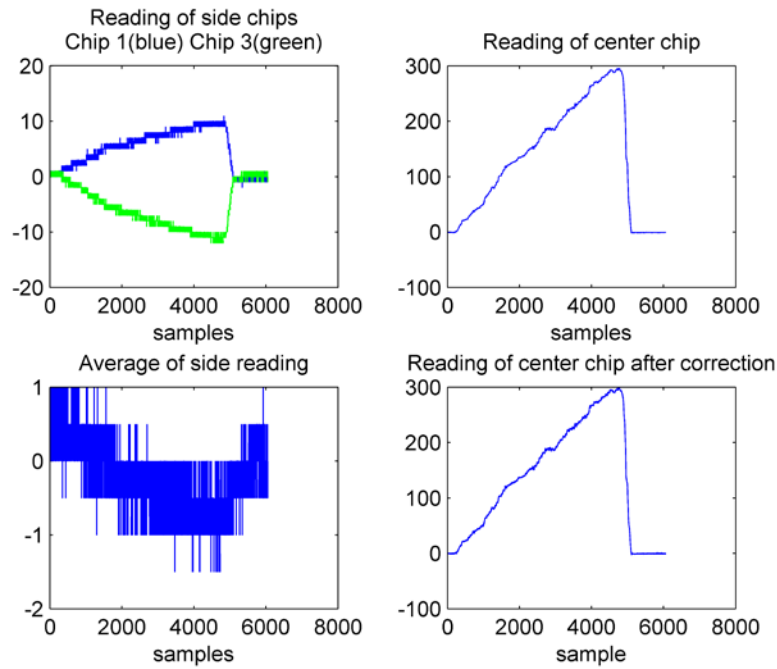 Reading of side chips
Chip 1(blue) Chip 3(green)
20
10
0
-10
-20
0 2000 4000 6000 8000
samples
Reading of center chip
300
200
100
0
-100
0 2000 4000 6000 8000
samples
Average of side reading
1
0
-1
-2
0 2000 4000 6000 8000
samples
Reading of center chip after correction
300
200
100
0
-100
0 2000 4000 6000 8000
sample